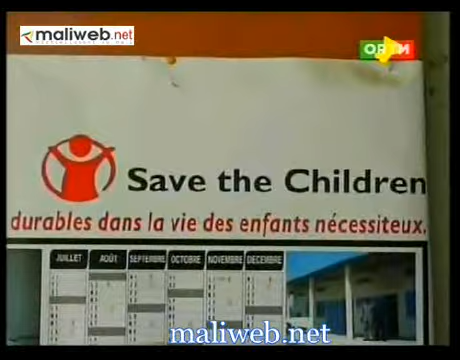 maliweb.net
ORTM
Save the Children
durables dans la vie des enfants nécessiteux.
JUILLET AOÛT SEPTEMBRE OCTOBRE NOVEMBRE DECEMBRE
maliweb.net